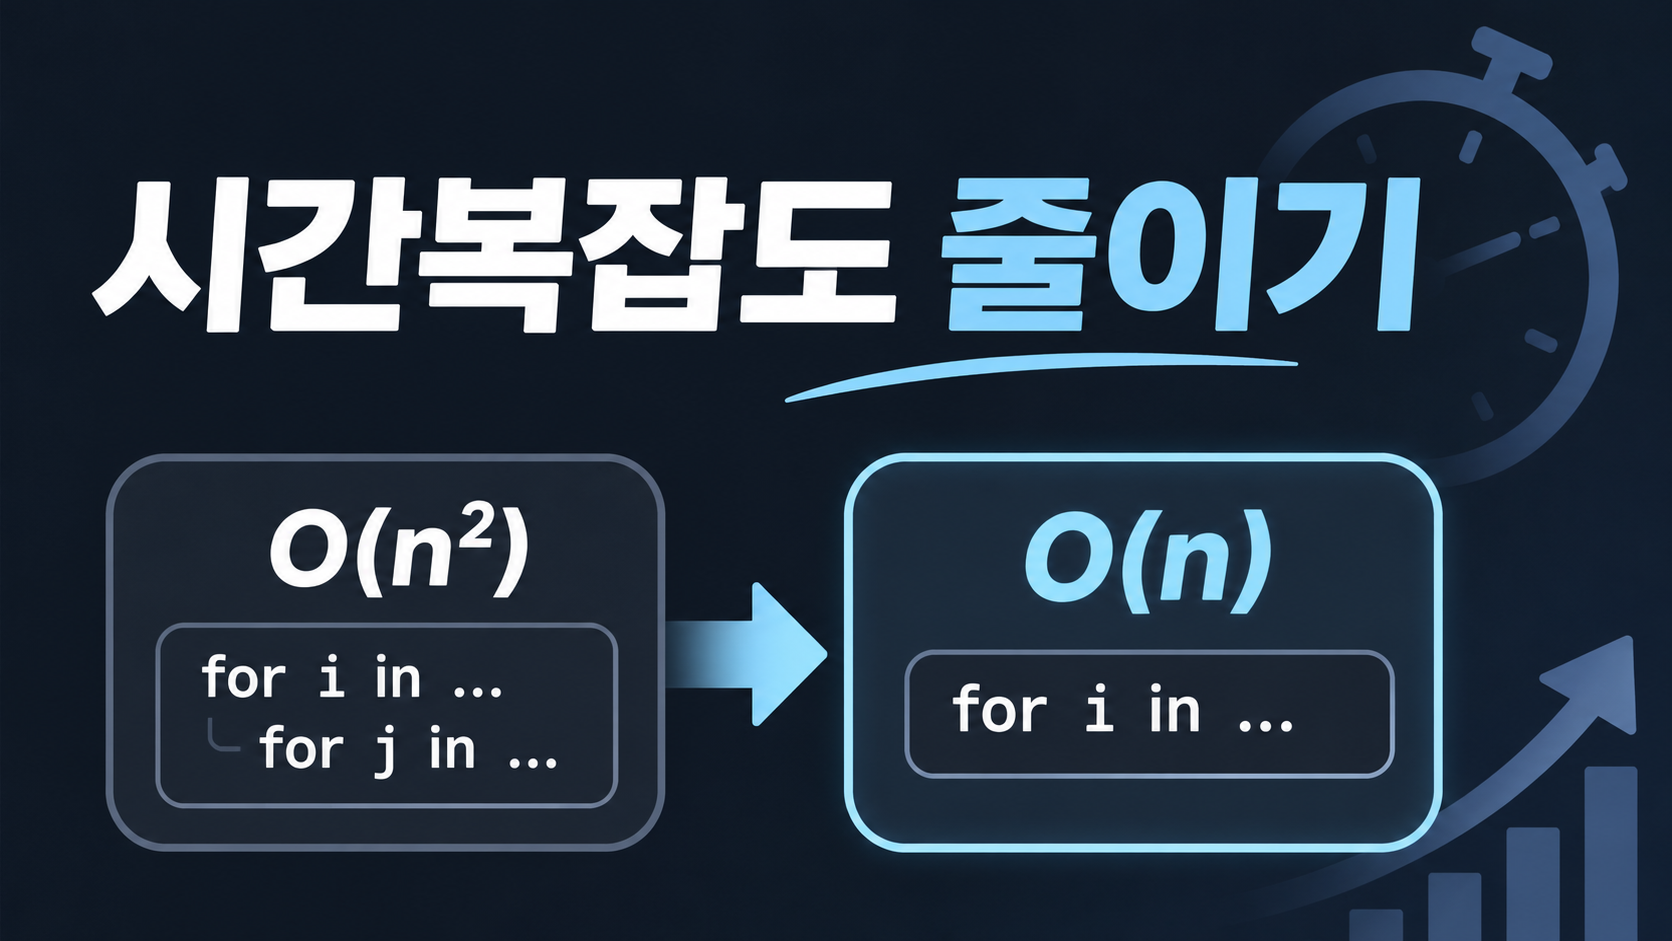 시간복잡도 줄이기
O(n²)
for i in ...
for j in ...
O(n)
for i in ...